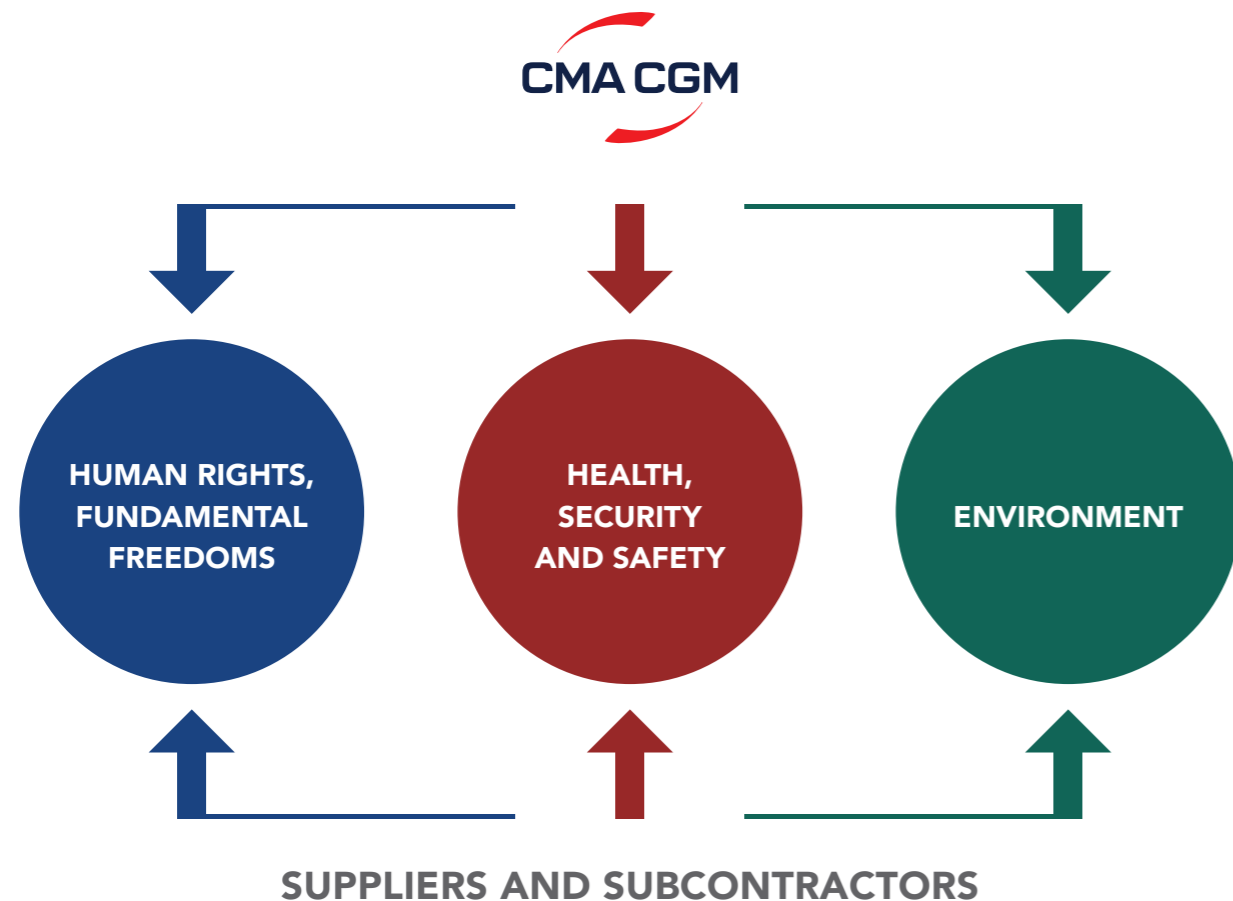 CMA CGM
HUMAN RIGHTS,
FUNDAMENTAL
FREEDOMS
HEALTH,
SECURITY
AND SAFETY
ENVIRONMENT
SUPPLIERS AND SUBCONTRACTORS